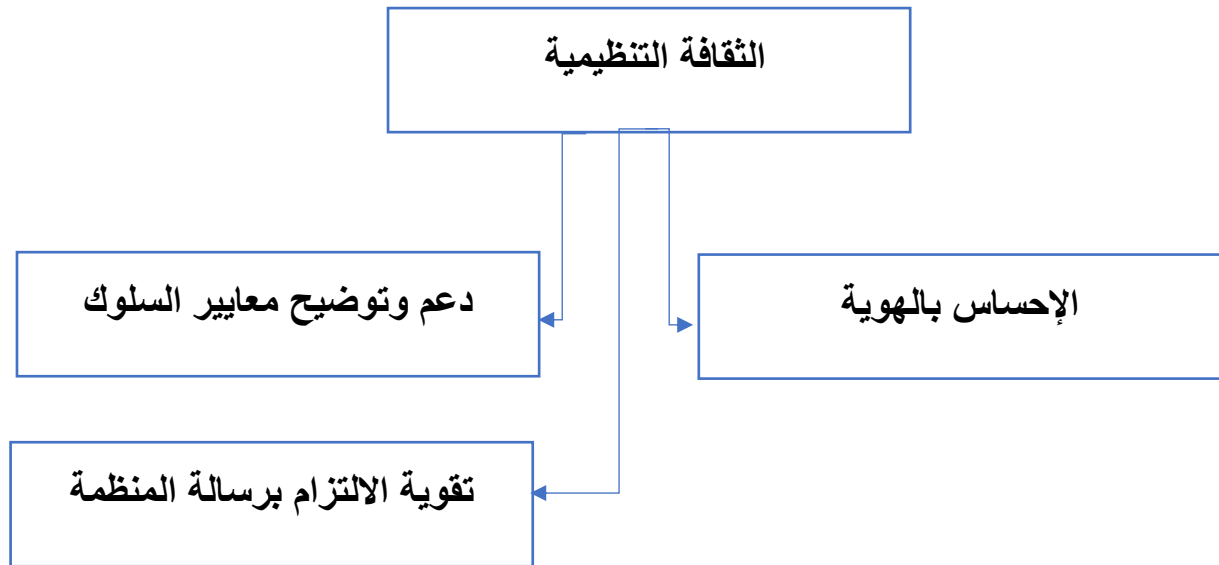 الثقافة التنظيمية
الإحساس بالهوية
دعم وتوضيح معايير السلوك
تقوية الالتزام برسالة المنظمة